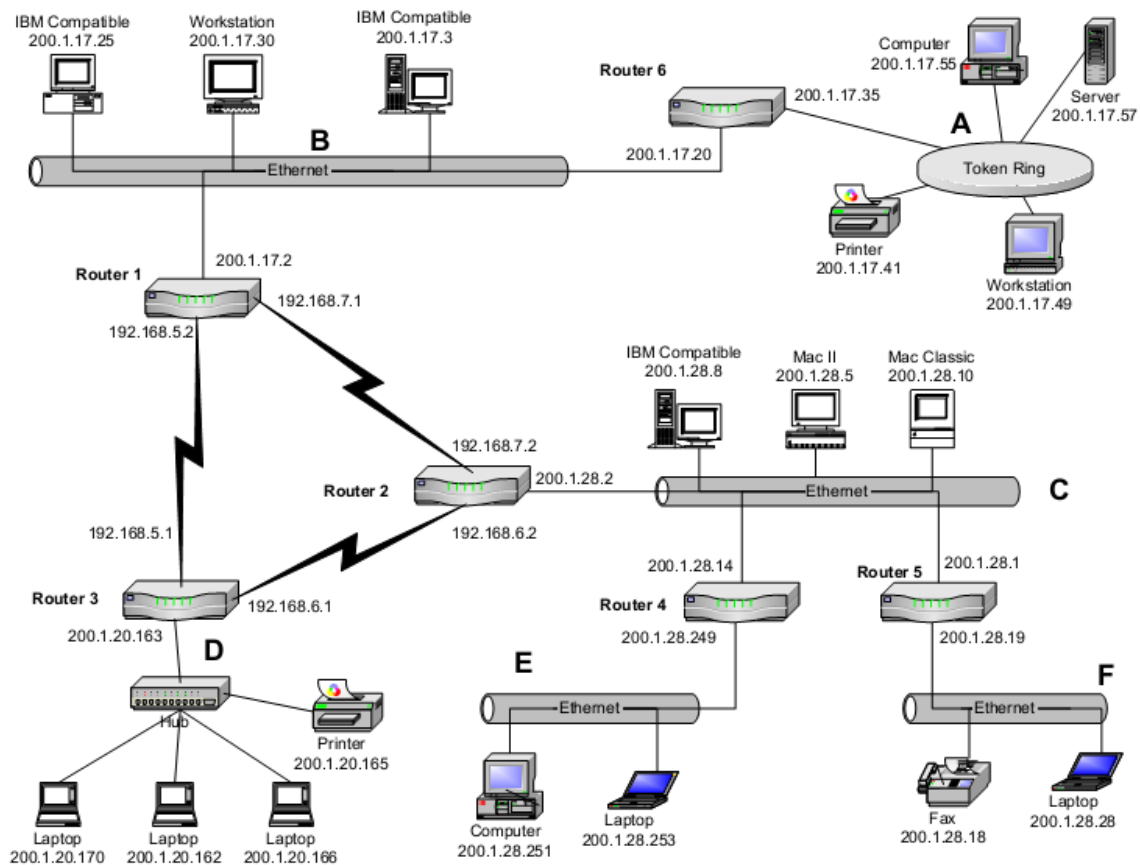 IBM Compatible
200.1.17.25
Workstation
200.1.17.30
IBM Compatible
200.1.17.3
B
Ethernet
Router 6
200.1.17.35
200.1.17.20
Computer
200.1.17.55
Server
200.1.17.57
A
Token Ring
Printer
200.1.17.41
Workstation
200.1.17.49
200.1.17.2
Router 1
192.168.7.1
192.168.5.2
IBM Compatible
200.1.28.8
Mac II
200.1.28.5
Mac Classic
200.1.28.10
192.168.7.2
Router 2
200.1.28.2
192.168.6.2
Ethernet
C
192.168.5.1
Router 3
192.168.6.1
200.1.20.163
D
Hub
Printer
200.1.20.165
Laptop
200.1.20.170
Laptop
200.1.20.162
Laptop
200.1.20.166
200.1.28.14
Router 4
200.1.28.249
200.1.28.1
Router 5
200.1.28.19
E
Ethernet
Computer
200.1.28.251
Laptop
200.1.28.253
F
Ethernet
Fax
200.1.28.18
Laptop
200.1.28.28